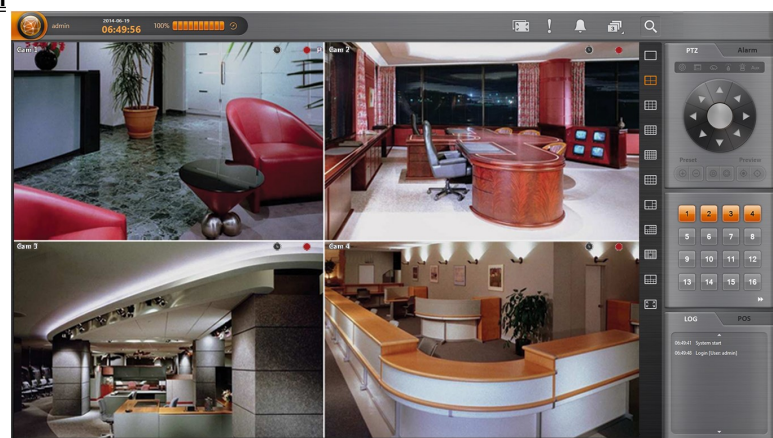 admin
2014-06-19
06:49:56
100%
Cam 1
Cam 2
Cam 3
Cam 4
PTZ
Alarm
Preset
Preview
1 2 3 4
5 6 7 8
9 10 11 12
13 14 15 16
LOG
POS
06:49:41 System start
06:49:48 Login [User: admin]